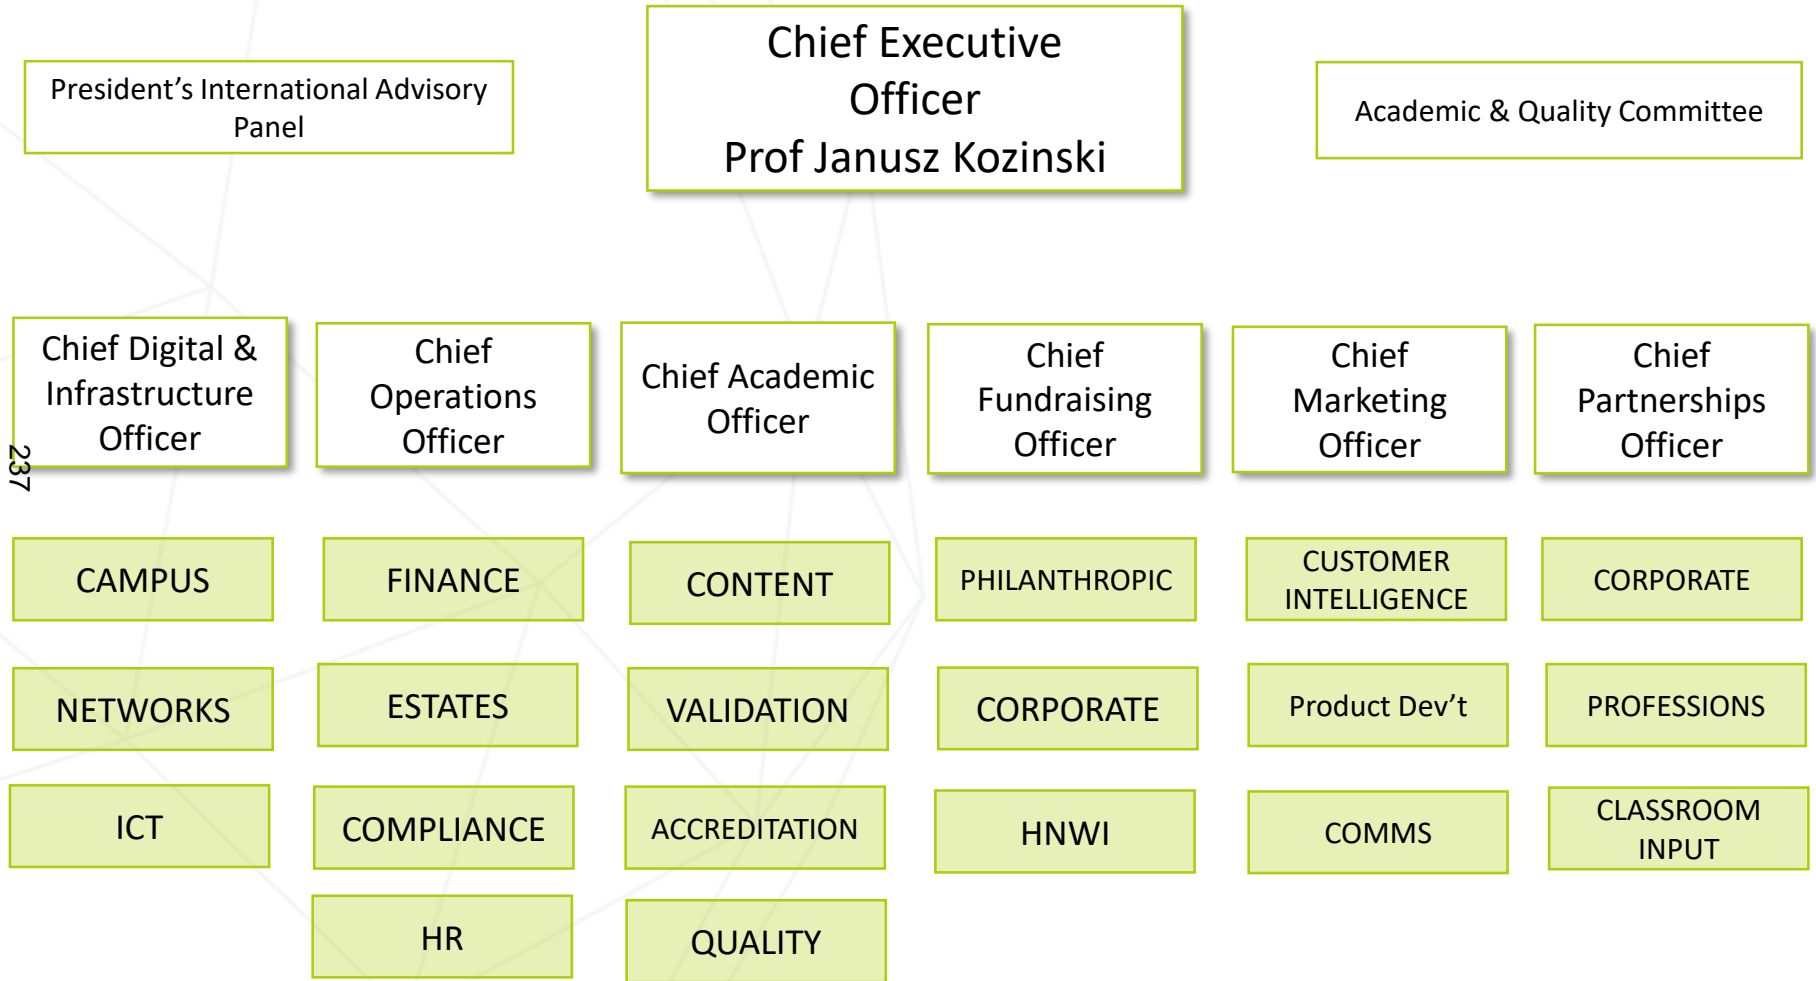 Chief Executive
Officer
Prof Janusz Kozinski
President’s International Advisory
Panel
Academic & Quality Committee
Chief Digital &
Infrastructure
Officer
Chief
Operations
Officer
Chief Academic
Officer
Chief
Fundraising
Officer
Chief
Marketing
Officer
Chief
Partnerships
Officer
237
CAMPUS
FINANCE
CONTENT
PHILANTHROPIC
CUSTOMER
INTELLIGENCE
CORPORATE
NETWORKS
ESTATES
VALIDATION
CORPORATE
Product Dev’t
PROFESSIONS
ICT
COMPLIANCE
ACCREDITATION
HNWI
COMMS
CLASSROOM
INPUT
HR
QUALITY